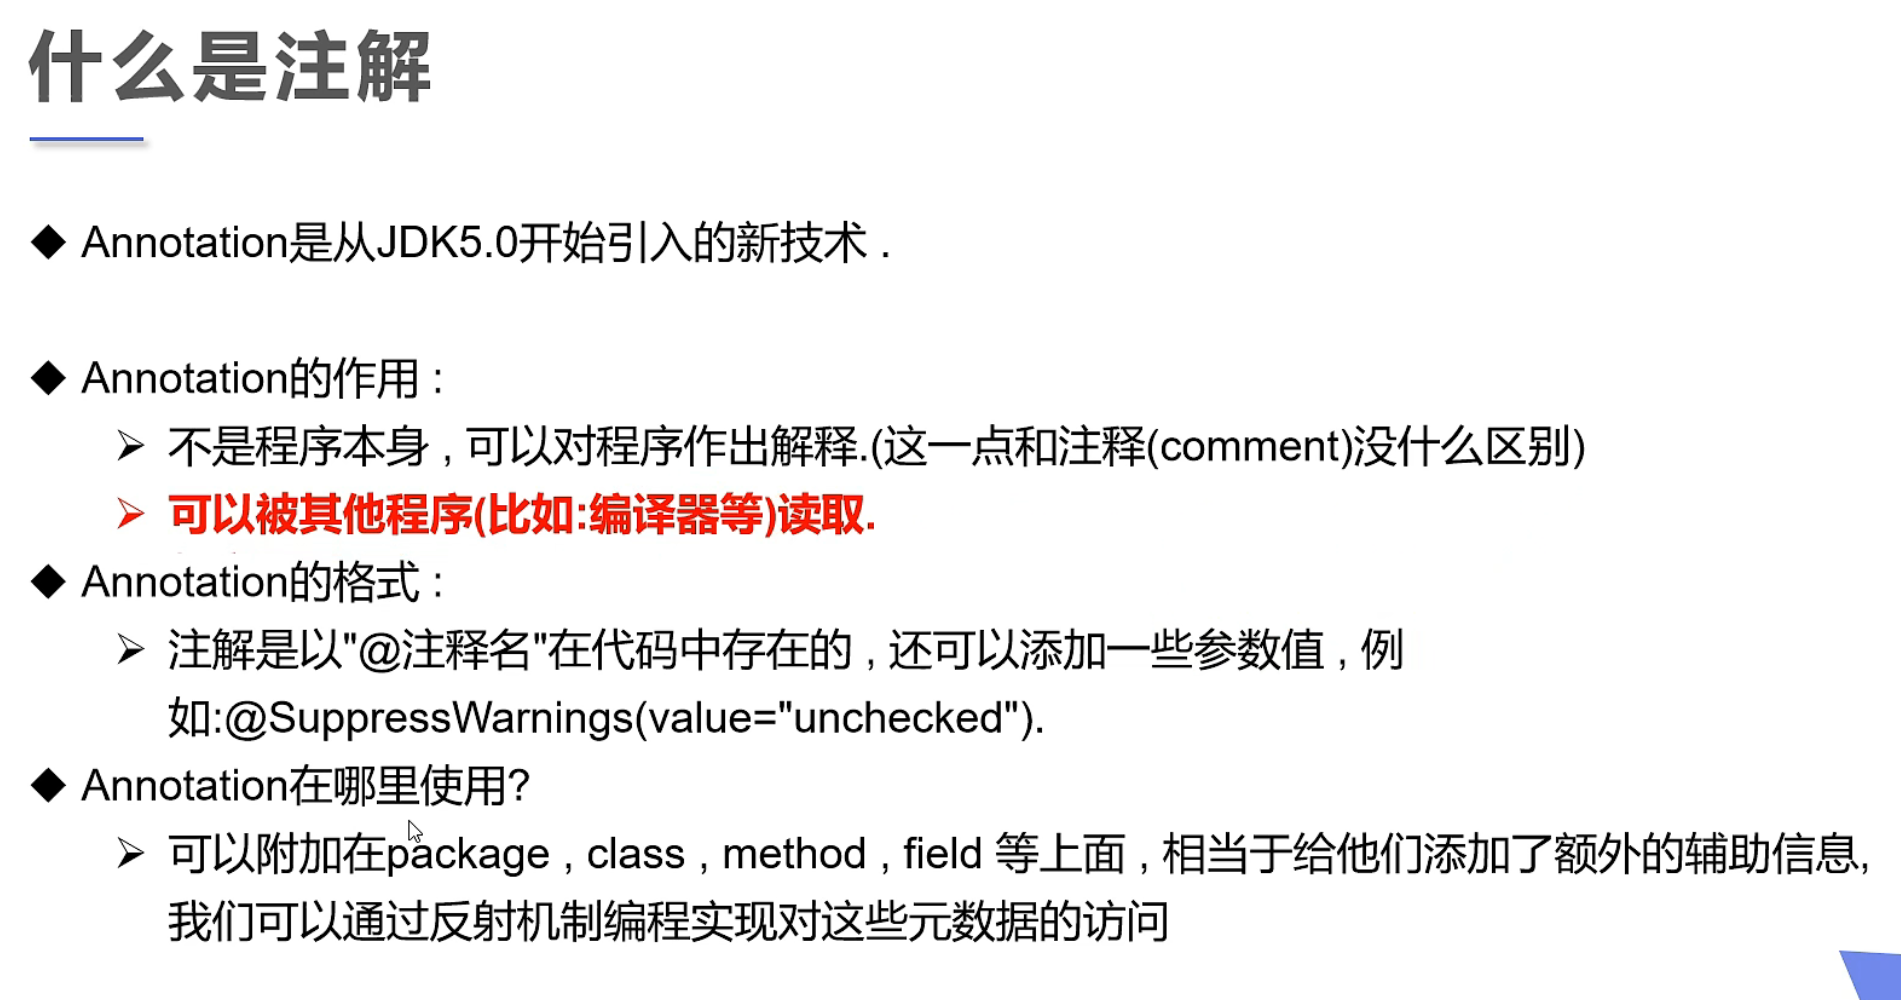 什么是注解
◆ Annotation是从JDK5.0开始引入的新技术 .
◆ Annotation的作用 :
➢ 不是程序本身 , 可以对程序作出解释.(这一点和注释(comment)没什么区别)
➢ 可以被其他程序(比如:编译器等)读取.
◆ Annotation的格式 :
➢ 注解是以"@注释名"在代码中存在的 , 还可以添加一些参数值 , 例
如:@SuppressWarnings(value="unchecked").
◆ Annotation在哪里使用?
➢ 可以附加在package , class , method , field 等上面 , 相当于给他们添加了额外的辅助信息,
我们可以通过反射机制编程实现对这些元数据的访问